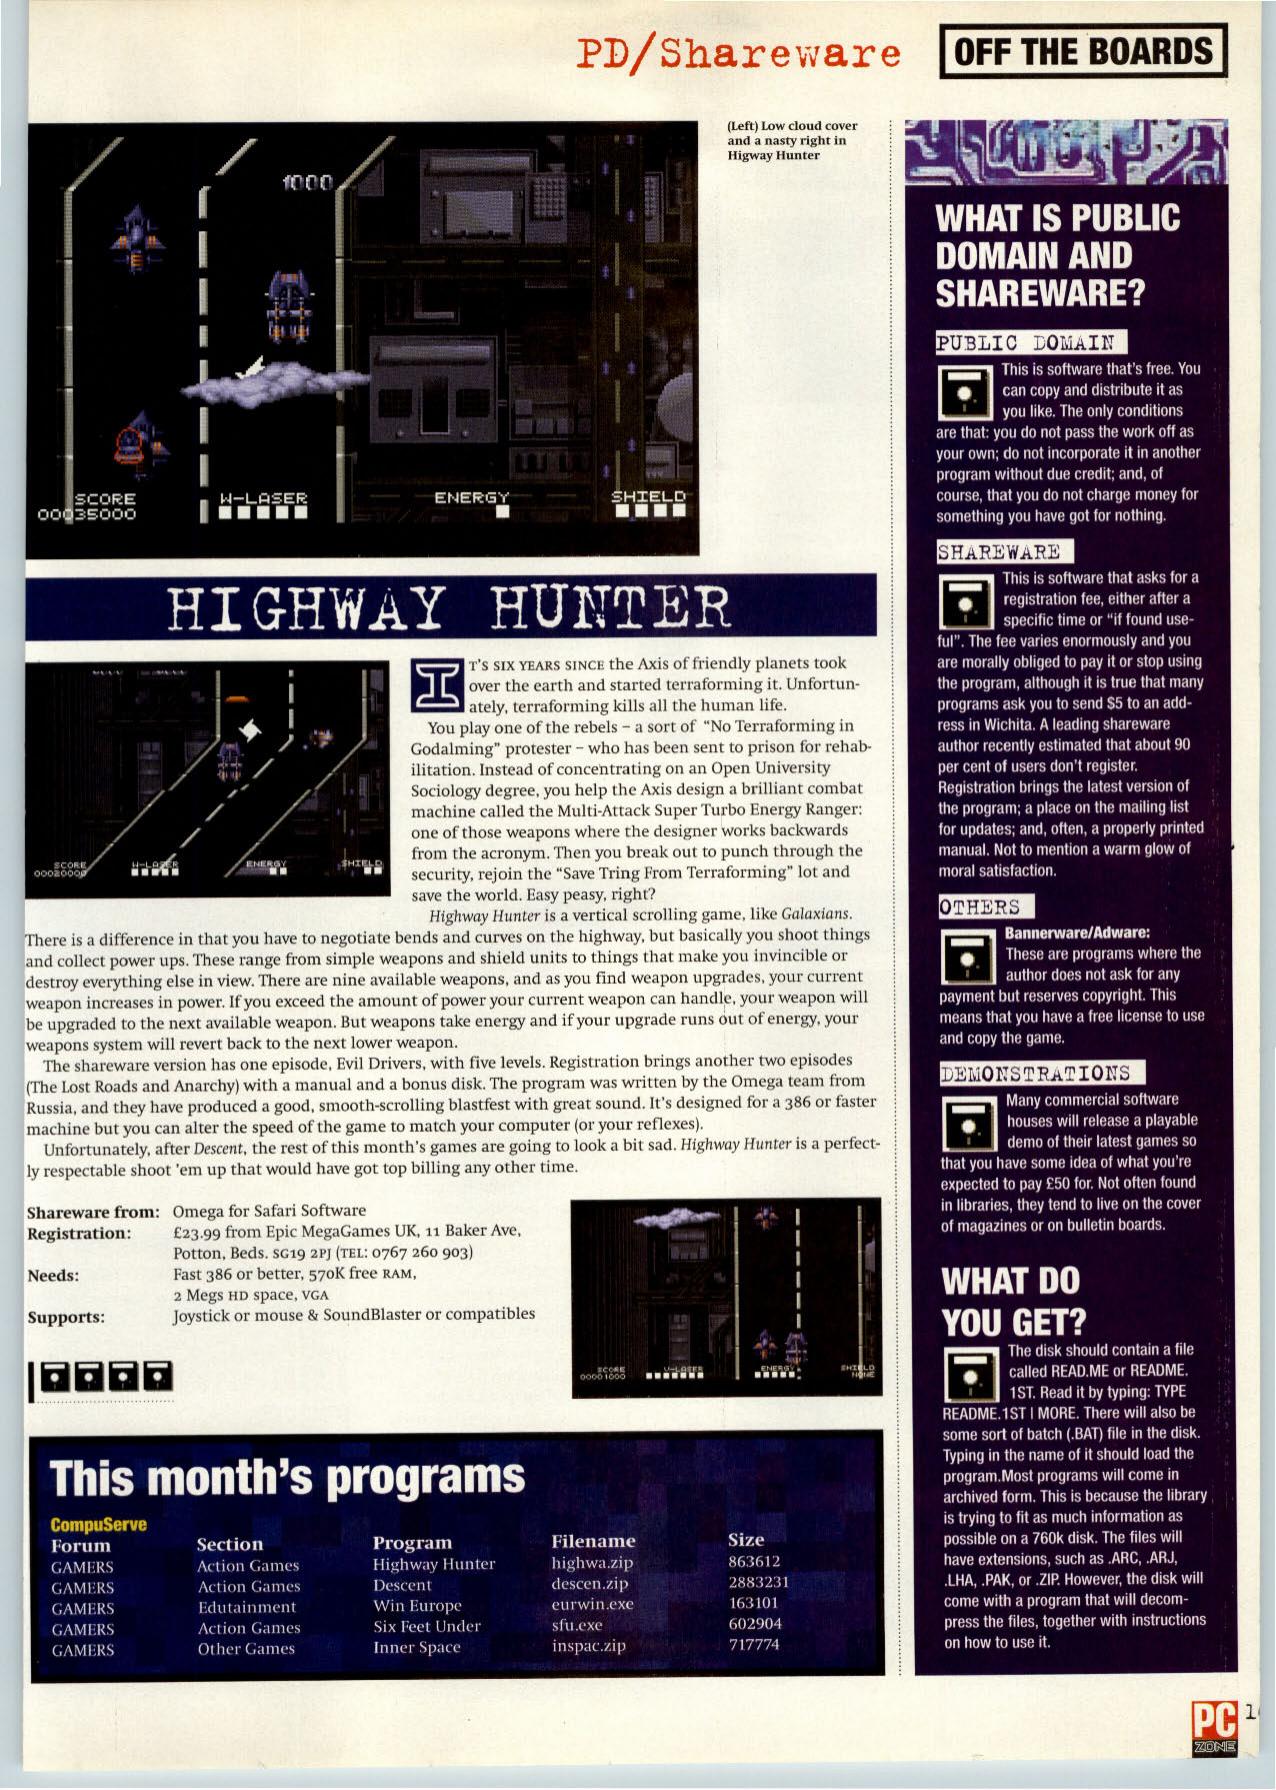 PD/Shareware
OFF THE BOARDS
(Left) Low cloud cover
and a nasty right in
Higway Hunter
1000
SCORE
00035000
W-LASER
ENERGY
SHIELD
HIGHWAY HUNTER
SCORE
00020000
W-LASER
ENERGY
SHIELD
IT'S SIX YEARS SINCE the Axis of friendly planets took
over the earth and started terraforming it. Unfortun-
ately, terraforming kills all the human life.
You play one of the rebels – a sort of "No Terraforming in
Godalming" protester – who has been sent to prison for rehab-
ilitation. Instead of concentrating on an Open University
Sociology degree, you help the Axis design a brilliant combat
machine called the Multi-Attack Super Turbo Energy Ranger:
one of those weapons where the designer works backwards
from the acronym. Then you break out to punch through the
security, rejoin the "Save Tring From Terraforming" lot and
save the world. Easy peasy, right?
Highway Hunter is a vertical scrolling game, like Galaxians.
There is a difference in that you have to negotiate bends and curves on the highway, but basically you shoot things
and collect power ups. These range from simple weapons and shield units to things that make you invincible or
destroy everything else in view. There are nine available weapons, and as you find weapon upgrades, your current
weapon increases in power. If you exceed the amount of power your current weapon can handle, your weapon will
be upgraded to the next available weapon. But weapons take energy and if your upgrade runs out of energy, your
weapons system will revert back to the next lower weapon.
The shareware version has one episode, Evil Drivers, with five levels. Registration brings another two episodes
(The Lost Roads and Anarchy) with a manual and a bonus disk. The program was written by the Omega team from
Russia, and they have produced a good, smooth-scrolling blastfest with great sound. It's designed for a 386 or faster
machine but you can alter the speed of the game to match your computer (or your reflexes).
Unfortunately, after Descent, the rest of this month's games are going to look a bit sad. Highway Hunter is a perfect-
ly respectable shoot 'em up that would have got top billing any other time.
Shareware from: Omega for Safari Software
Registration: £23.99 from Epic MegaGames UK, 11 Baker Ave,
Potton, Beds. SG19 2PJ (TEL: 0767 260 903)
Needs: Fast 386 or better, 570K free RAM,
2 Megs HD space, VGA
Supports: Joystick or mouse & SoundBlaster or compatibles
SCORE
00001000
V-LASER
ENERGY
SHIELD
NONE
This month's programs
CompuServe
Forum Section Program Filename Size
GAMERS Action Games Highway Hunter highwa.zip 863612
GAMERS Action Games Descent descen.zip 2883231
GAMERS Edutainment Win Europe eurwin.exe 163101
GAMERS Action Games Six Feet Under sfu.exe 602904
GAMERS Other Games Inner Space inspac.zip 717774
WHAT IS PUBLIC
DOMAIN AND
SHAREWARE?
PUBLIC DOMAIN
This is software that's free. You
can copy and distribute it as
you like. The only conditions
are that: you do not pass the work off as
your own; do not incorporate it in another
program without due credit; and, of
course, that you do not charge money for
something you have got for nothing.
SHAREWARE
This is software that asks for a
registration fee, either after a
specific time or "if found use-
ful". The fee varies enormously and you
are morally obliged to pay it or stop using
the program, although it is true that many
programs ask you to send $5 to an add-
ress in Wichita. A leading shareware
author recently estimated that about 90
per cent of users don't register.
Registration brings the latest version of
the program; a place on the mailing list
for updates; and, often, a properly printed
manual. Not to mention a warm glow of
moral satisfaction.
OTHERS
Bannerware/Adware:
These are programs where the
author does not ask for any
payment but reserves copyright. This
means that you have a free license to use
and copy the game.
DEMONSTRATIONS
Many commercial software
houses will release a playable
demo of their latest games so
that you have some idea of what you're
expected to pay £50 for. Not often found
in libraries, they tend to live on the cover
of magazines or on bulletin boards.
WHAT DO
YOU GET?
The disk should contain a file
called READ.ME or README.
1ST. Read it by typing: TYPE
README.1ST | MORE. There will also be
some sort of batch (.BAT) file in the disk.
Typing in the name of it should load the
program.Most programs will come in
archived form. This is because the library
is trying to fit as much information as
possible on a 760k disk. The files will
have extensions, such as .ARC, .ARJ,
.LHA, .PAK, or .ZIP. However, the disk will
come with a program that will decom-
press the files, together with instructions
on how to use it.
PC
ZONE